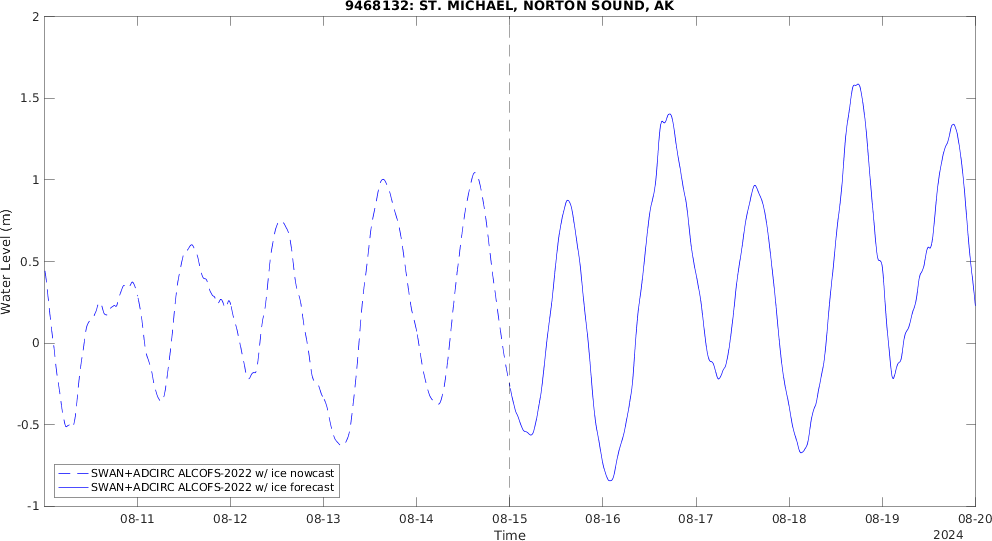 9468132: ST. MICHAEL, NORTON SOUND, AK
2
1.5
1
0.5
0
-0.5
-1
Water Level (m)
SWAN+ADCIRC ALCOFS-2022 w/ ice nowcast
SWAN+ADCIRC ALCOFS-2022 w/ ice forecast
08-11 08-12 08-13 08-14 08-15 08-16 08-17 08-18 08-19 08-20
Time
2024